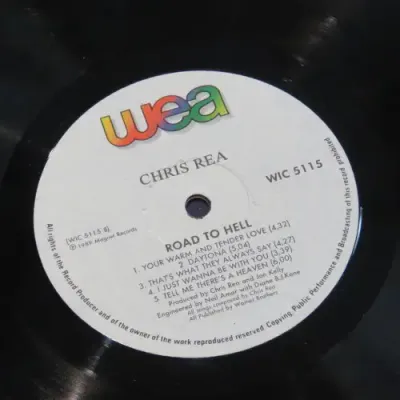 wea
CHRIS REA
WIC 5115
[WIC 5115 B]
℗ 1989 Magnet Records
ROAD TO HELL
1. YOUR WARM AND TENDER LOVE [4,32]
2. DAYTONA [5,04]
3. THAT'S WHAT THEY ALWAYS SAY [4,27]
4. I JUST WANNA BE WITH YOU [3,39]
5. TELL ME THERE'S A HEAVEN [6,00]
Produced by Chris Rea and Jon Kelly
Engineered by Neil Amor with Diane BJ Kone
All songs composed by Chris Rea
All Published by Warner Brothers
All rights of the Record Producer and of the owner of the work reproduced reserved. Copying, Public Performance and Broadcasting of this record prohibited